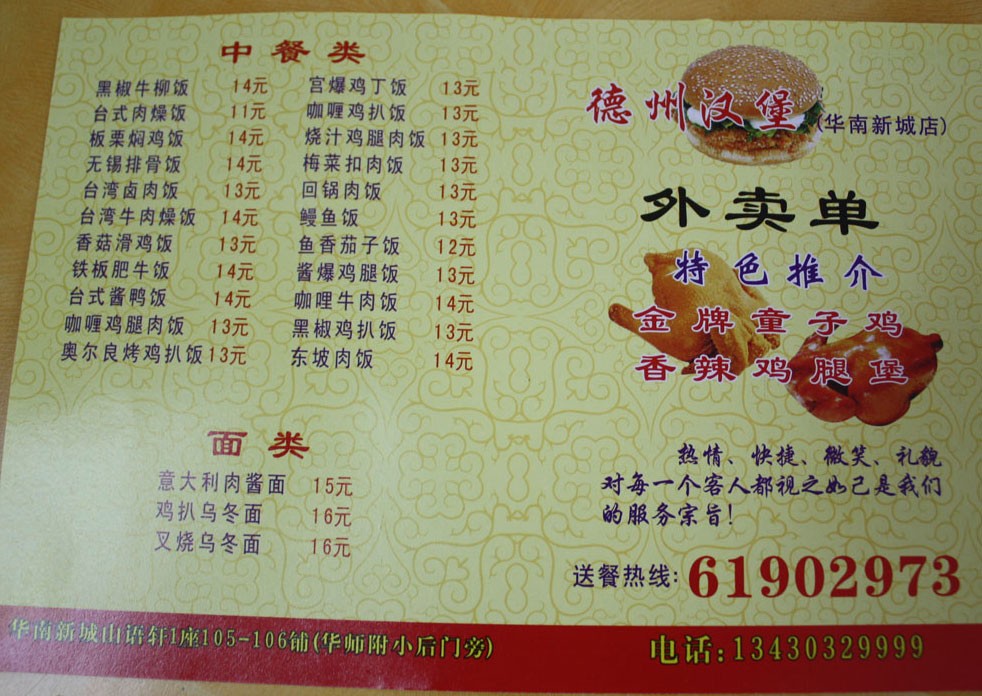 中餐类
黑椒牛柳饭 14元
台式肉燥饭 11元
板栗焖鸡饭 14元
无锡排骨饭 14元
台湾卤肉饭 13元
台湾牛肉燥饭 14元
香菇滑鸡饭 13元
铁板肥牛饭 14元
台式酱鸭饭 14元
咖喱鸡腿肉饭 13元
奥尔良烤鸡扒饭 13元
宫爆鸡丁饭 13元
咖喱鸡扒饭 13元
烧汁鸡腿肉饭 13元
梅菜扣肉饭 13元
回锅肉饭 13元
鳗鱼饭 13元
鱼香茄子饭 12元
酱爆鸡腿饭 13元
咖哩牛肉饭 14元
黑椒鸡扒饭 13元
东坡肉饭 14元
面类
意大利肉酱面 15元
鸡扒乌冬面 16元
叉烧乌冬面 16元
德州汉堡(华南新城店)
外卖单
特色推介
金牌童子鸡
香辣鸡腿堡
热情、快捷、微笑、礼貌
对每一个客人都视之如己是我们
的服务宗旨!
送餐热线:61902973
华南新城山语轩1座105-106铺(华师附小后门旁)
电话:13430329999